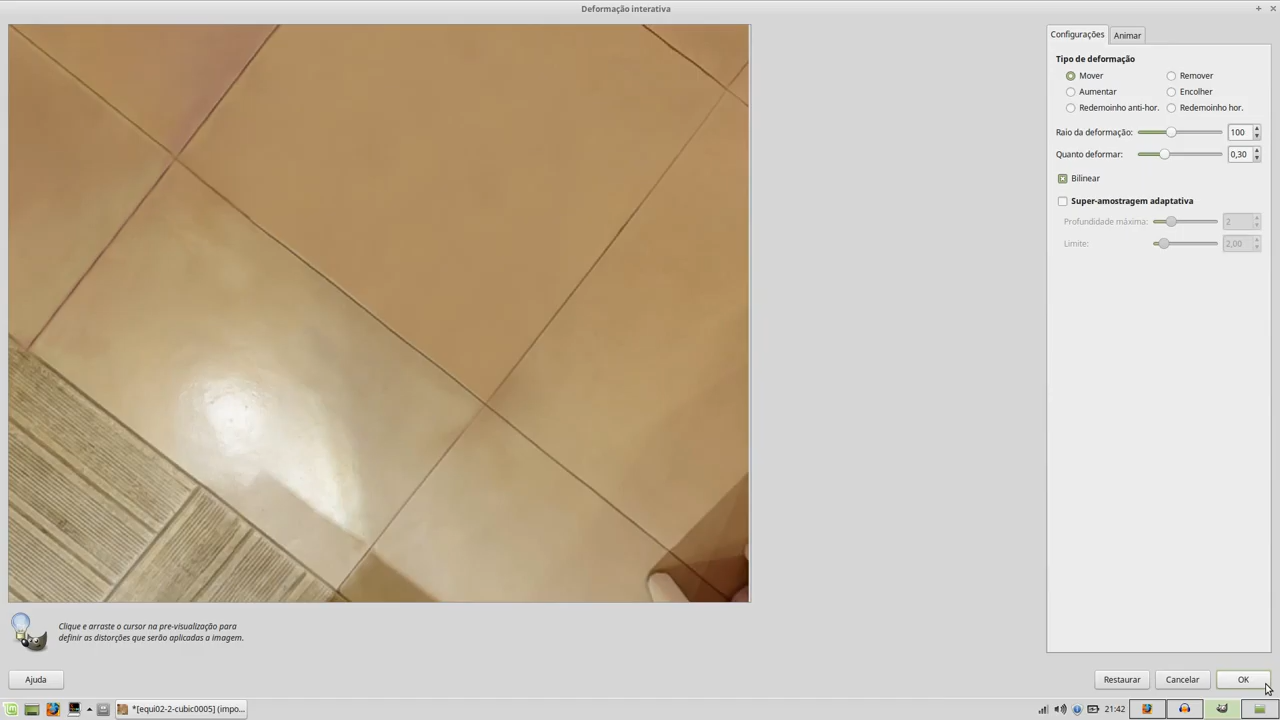 Deformação interativa
Configurações
Animar
Tipo de deformação
Mover
Remover
Aumentar
Encolher
Redemoinho anti-hor.
Redemoinho hor.
Raio da deformação:
100
Quanto deformar:
0,30
Bilinear
Super-amostragem adaptativa
Profundidade máxima:
2
Limite:
2,00
Clique e arraste o cursor na pre-visualização para
definir as distorções que serão aplicadas a imagem.
Ajuda
Restaurar
Cancelar
OK
*[equi02-2-cubic0005] (impo...
21:42